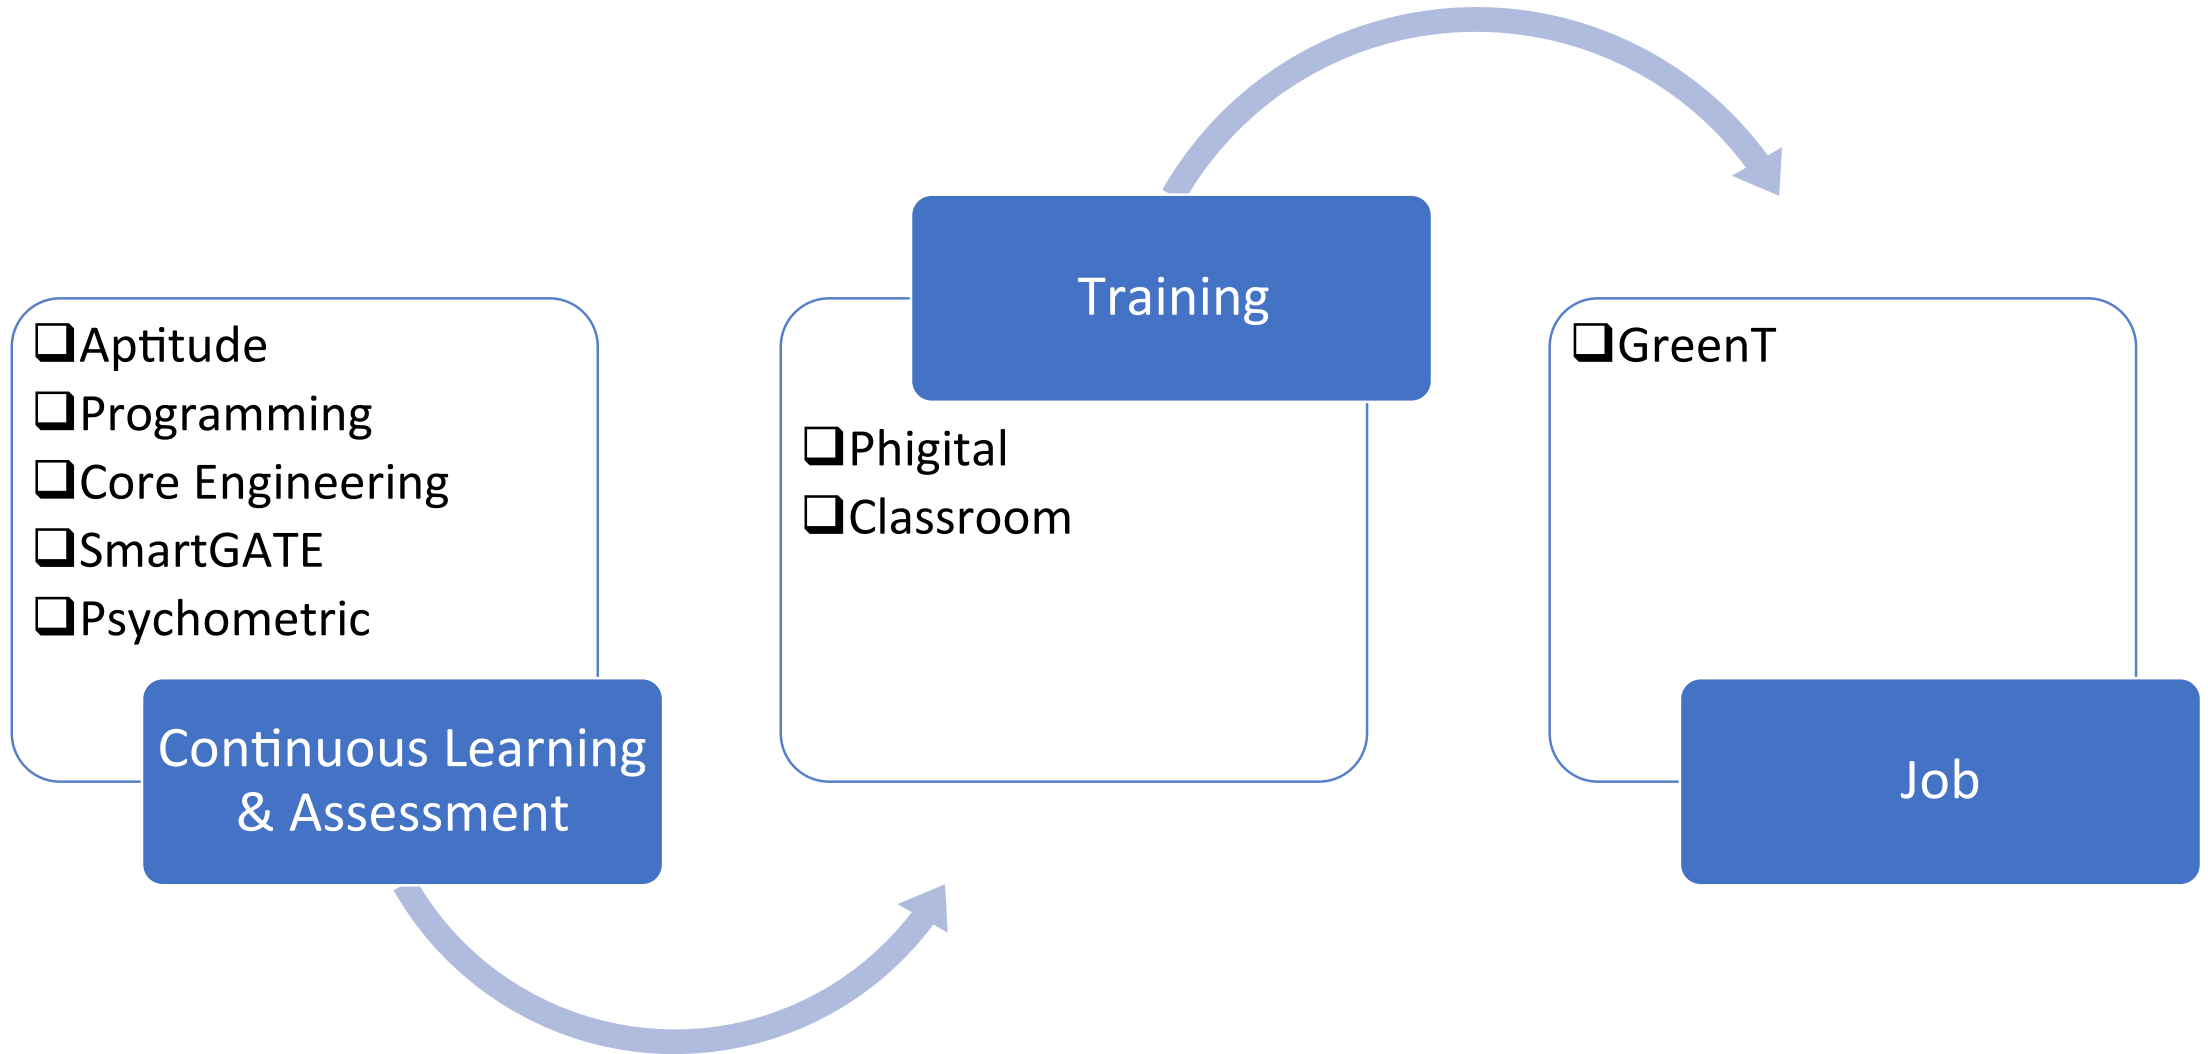 Aptitude
Programming
Core Engineering
SmartGATE
Psychometric
Continuous Learning
& Assessment
Training
Phigital
Classroom
GreenT
Job